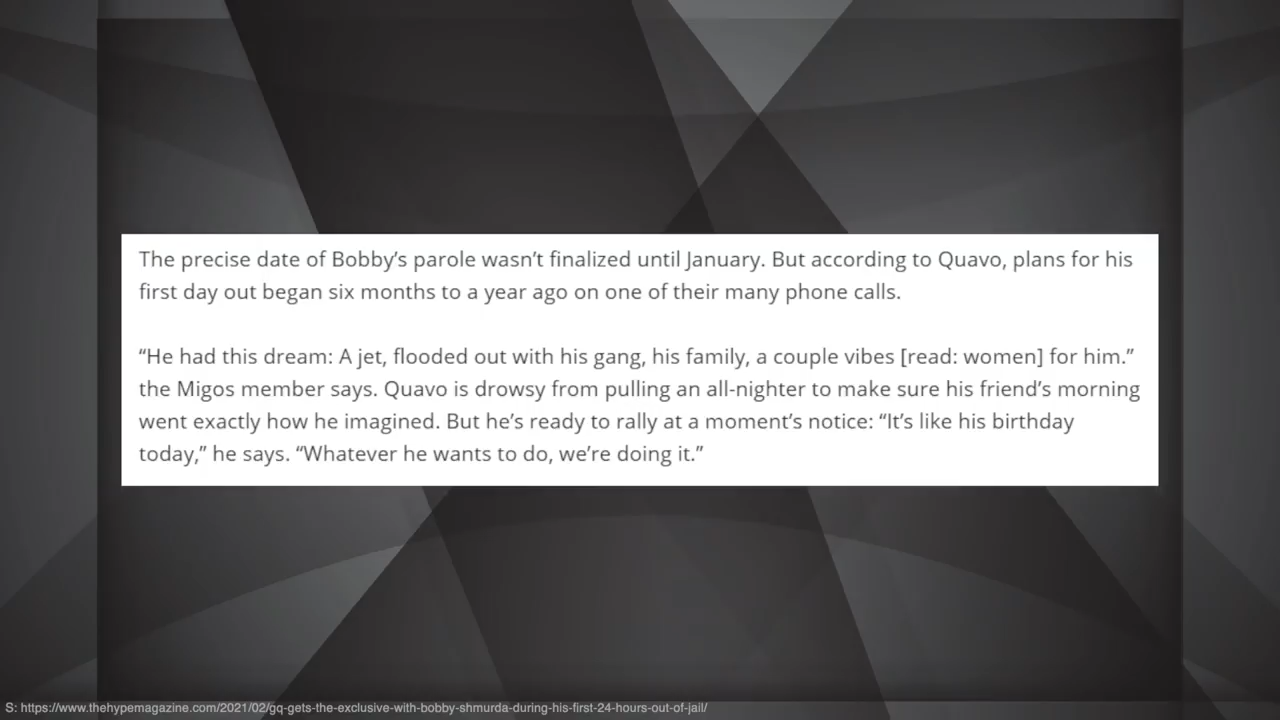 The precise date of Bobby’s parole wasn’t finalized until January. But according to Quavo, plans for his
first day out began six months to a year ago on one of their many phone calls.
“He had this dream: A jet, flooded out with his gang, his family, a couple vibes [read: women] for him.”
the Migos member says. Quavo is drowsy from pulling an all-nighter to make sure his friend’s morning
went exactly how he imagined. But he’s ready to rally at a moment’s notice: “It’s like his birthday
today,” he says. “Whatever he wants to do, we’re doing it.”
S: https://www.thehypemagazine.com/2021/02/gq-gets-the-exclusive-with-bobby-shmurda-during-his-first-24-hours-out-of-jail/